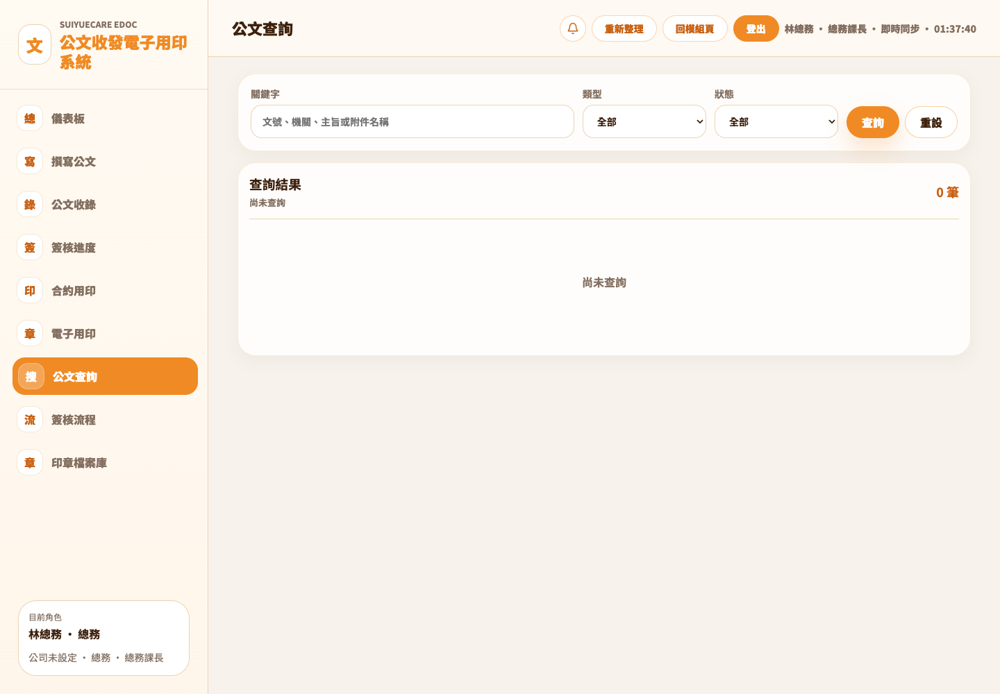 文
SUIYUECARE EDOC
公文收發電子用印
系統
總 儀表板
寫 撰寫公文
錄 公文收錄
簽 簽核進度
印 合約用印
章 電子用印
搜 公文查詢
流 簽核流程
章 印章檔案庫
目前角色
林總務 · 總務
公司未設定 · 總務 · 總務課長
公文查詢
重新整理 回模組頁 登出 林總務 · 總務課長 · 即時同步 · 01:37:40
關鍵字 類型 狀態
文號、機關、主旨或附件名稱 全部 全部 查詢 重設
查詢結果
尚未查詢
0 筆
尚未查詢